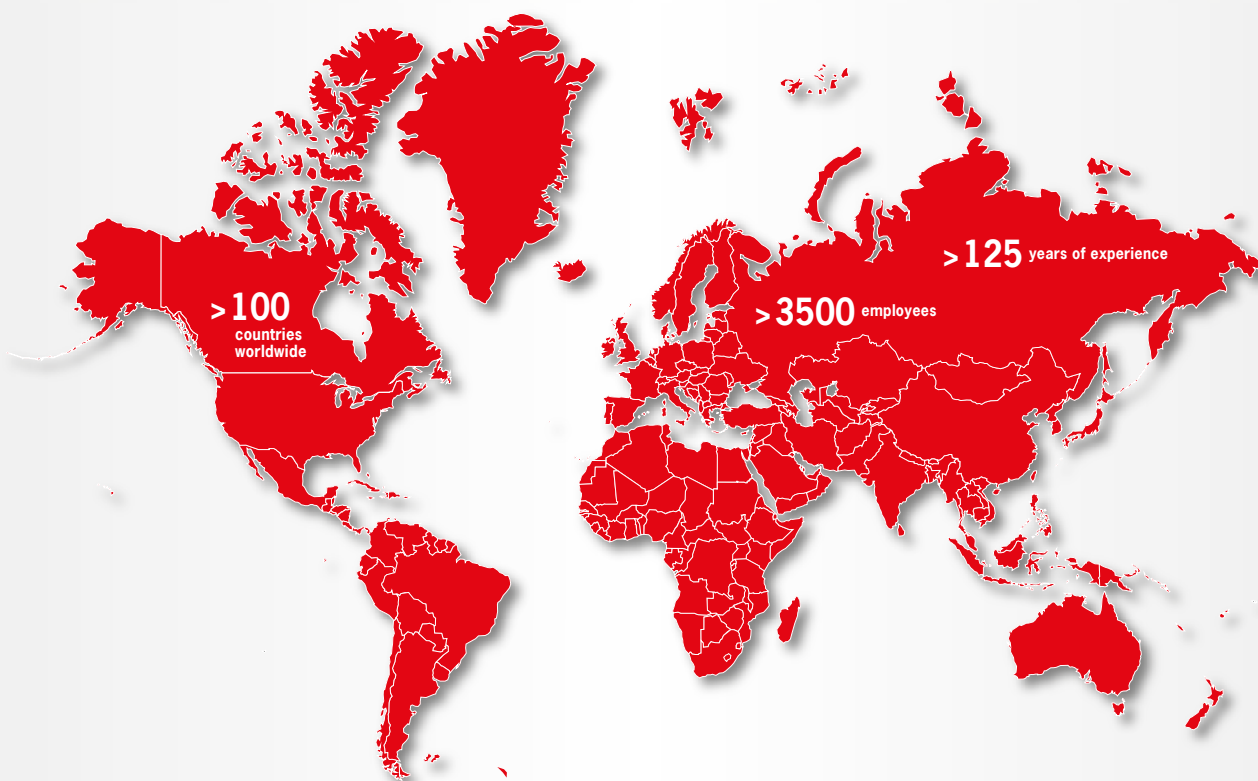 > 125 years of experience
> 100
countries
worldwide
> 3500 employees